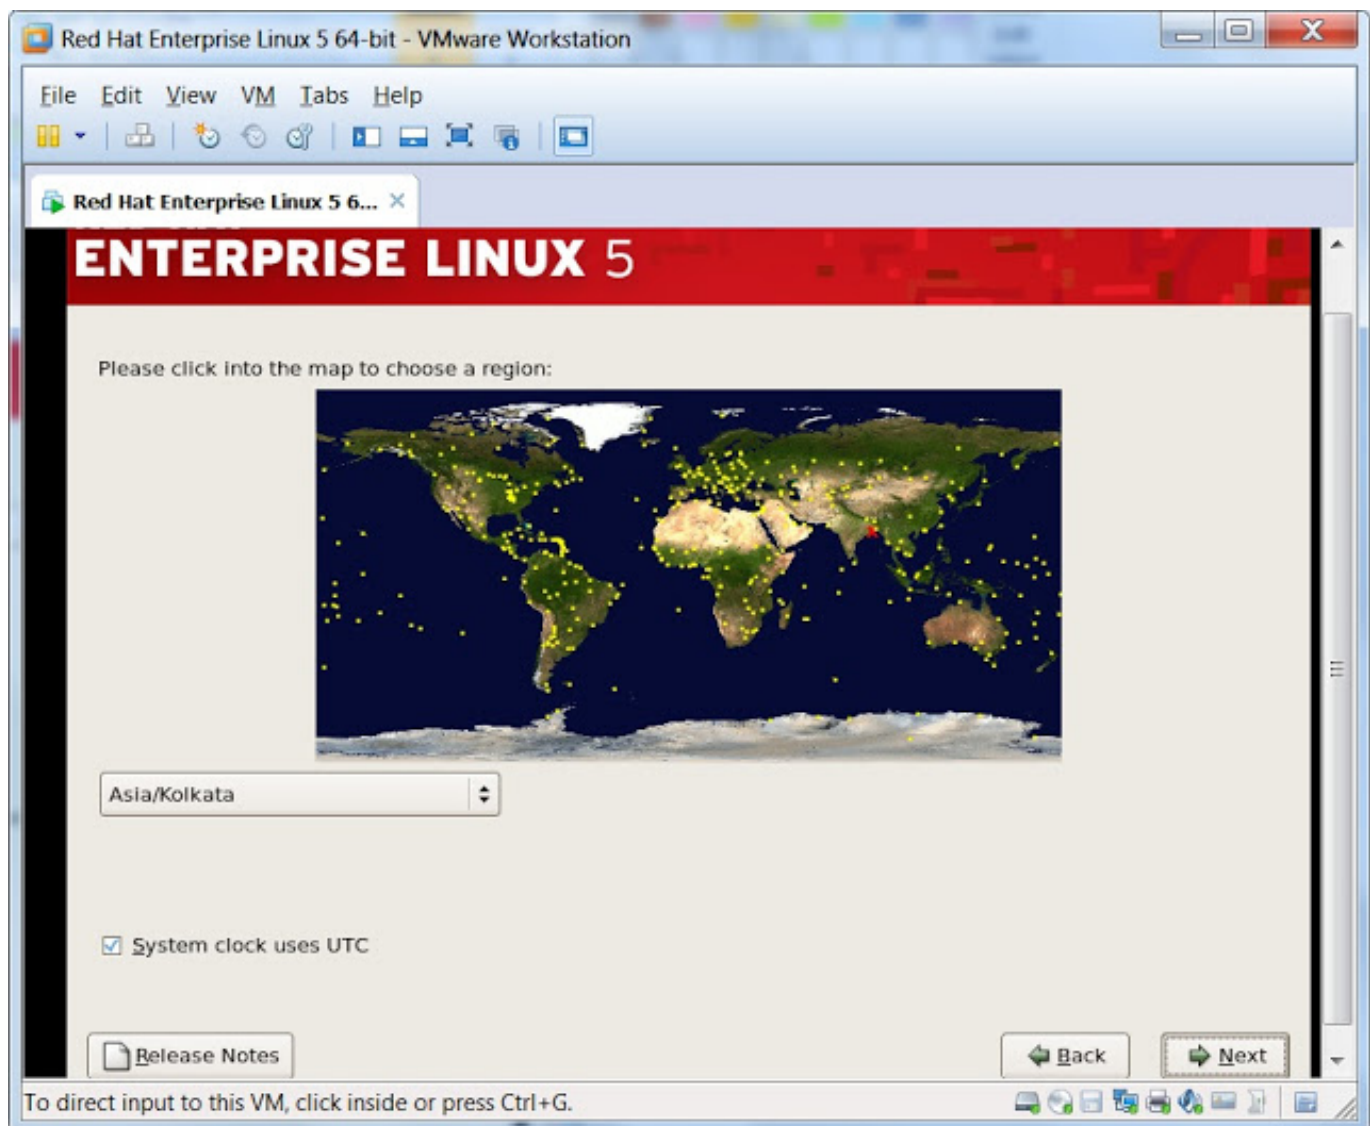 Red Hat Enterprise Linux 5 64-bit - VMware Workstation
File Edit View VM Tabs Help
Red Hat Enterprise Linux 5 6...
ENTERPRISE LINUX 5
Please click into the map to choose a region:
Asia/Kolkata
System clock uses UTC
Release Notes
Back
Next
To direct input to this VM, click inside or press Ctrl+G.